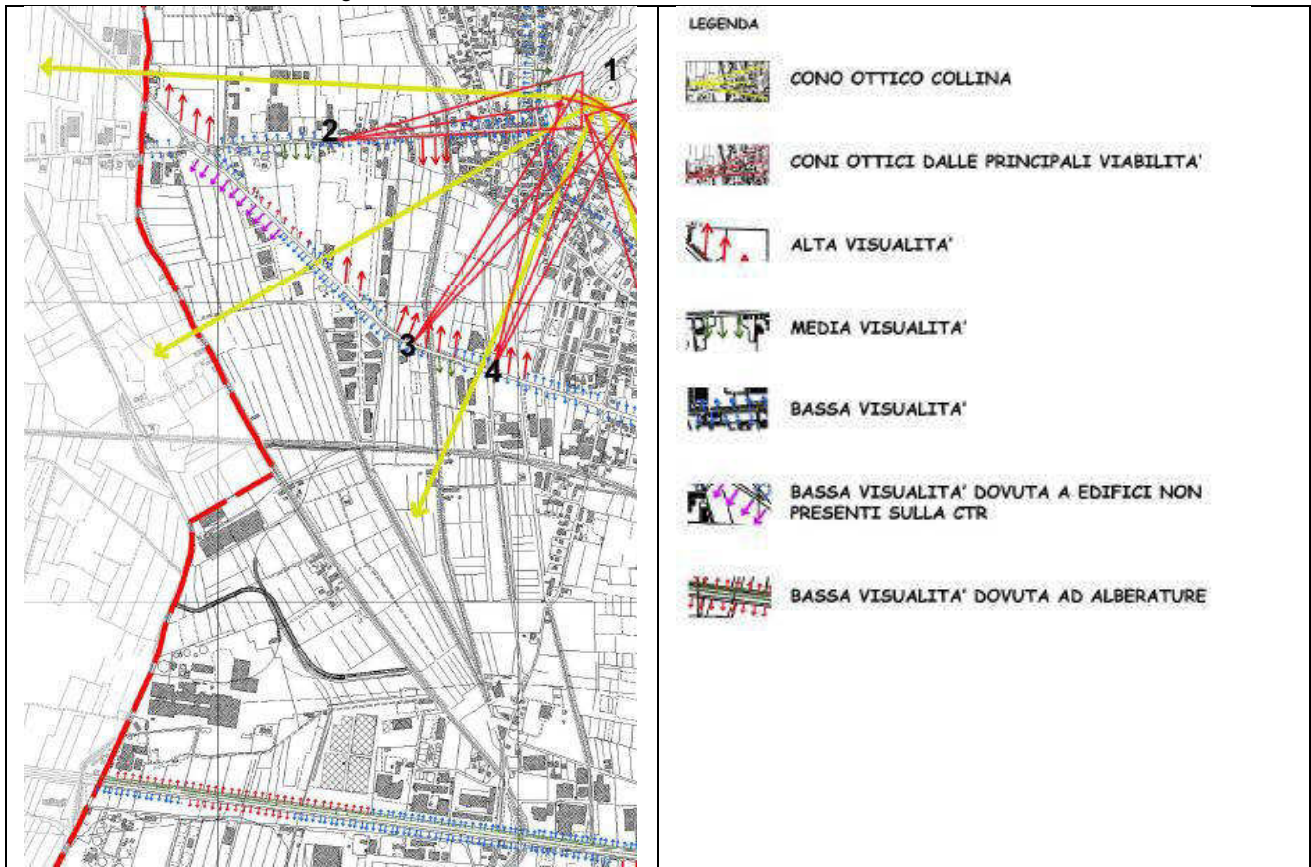 1
2
3
4
LEGENDA
CONO OTTICO COLLINA
CONI OTTICI DALLE PRINCIPALI VIABILITA'
ALTA VISUALITA'
MEDIA VISUALITA'
BASSA VISUALITA'
BASSA VISUALITA' DOVUTA A EDIFICI NON
PRESENTI SULLA CTR
BASSA VISUALITA' DOVUTA AD ALBERATURE